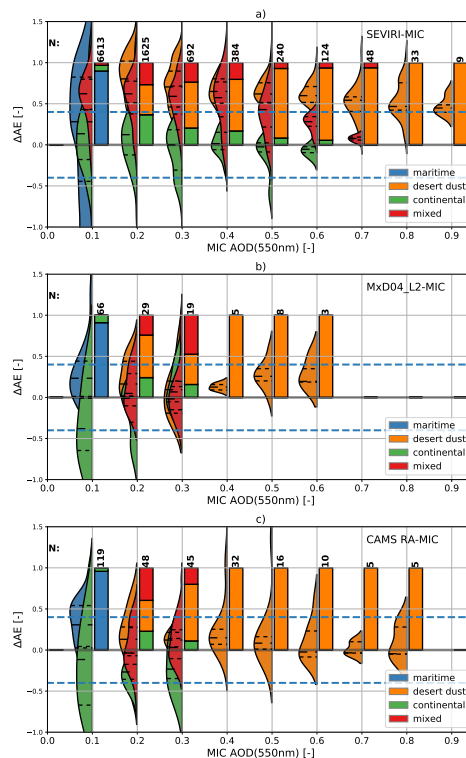 a)
SEVIRI-MIC
N:
6613
1625
692
384
240
124
48
33
9
1.5
1.0
0.5
0.0
−0.5
−1.0
ΔAE [-]
maritime
desert dust
continental
mixed
0.0 0.1 0.2 0.3 0.4 0.5 0.6 0.7 0.8 0.9
MIC AOD(550nm) [-]
b)
MxD04_L2-MIC
N:
66
29
19
5
8
3
1.5
1.0
0.5
0.0
−0.5
−1.0
ΔAE [-]
maritime
desert dust
continental
mixed
0.0 0.1 0.2 0.3 0.4 0.5 0.6 0.7 0.8 0.9
MIC AOD(550nm) [-]
c)
CAMS RA-MIC
N:
119
48
45
32
16
10
5
5
1.5
1.0
0.5
0.0
−0.5
−1.0
ΔAE [-]
maritime
desert dust
continental
mixed
0.0 0.1 0.2 0.3 0.4 0.5 0.6 0.7 0.8 0.9
MIC AOD(550nm) [-]